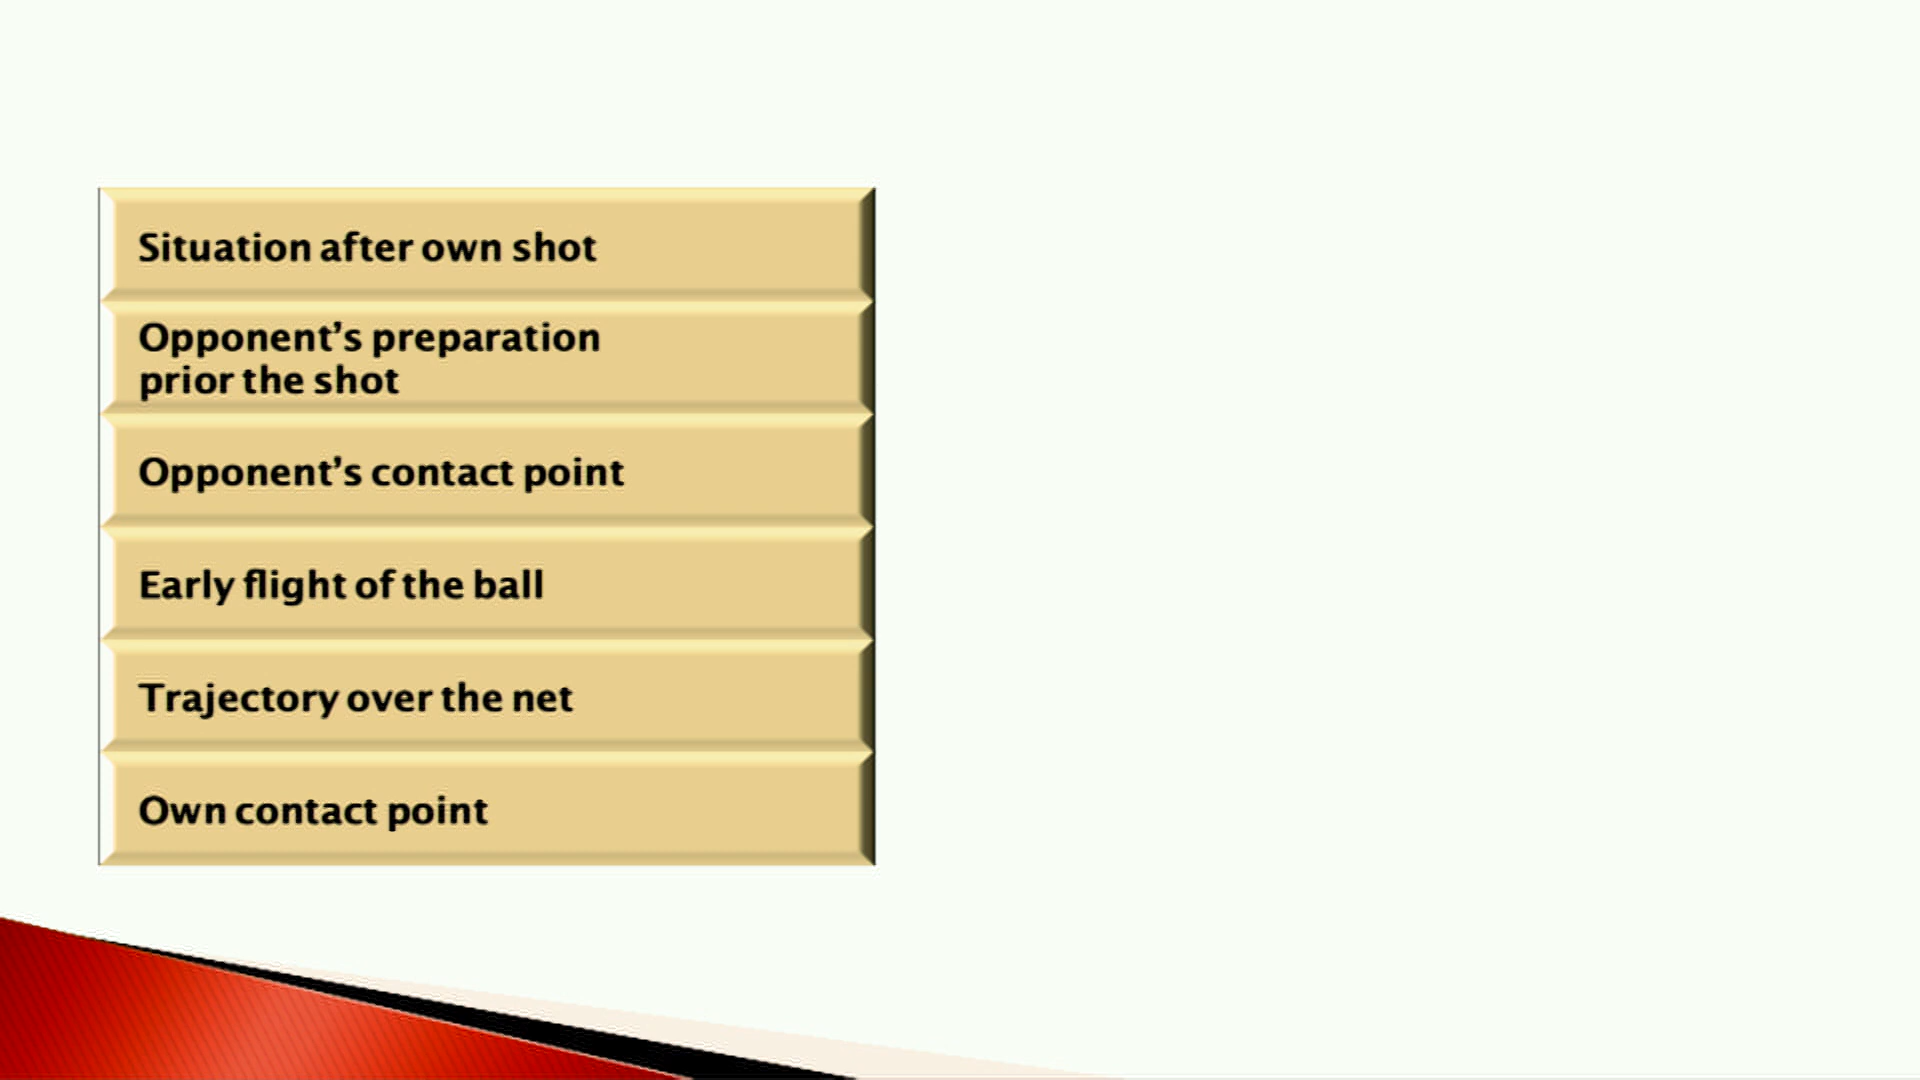 Situation after own shot
Opponent’s preparation
prior the shot
Opponent’s contact point
Early flight of the ball
Trajectory over the net
Own contact point